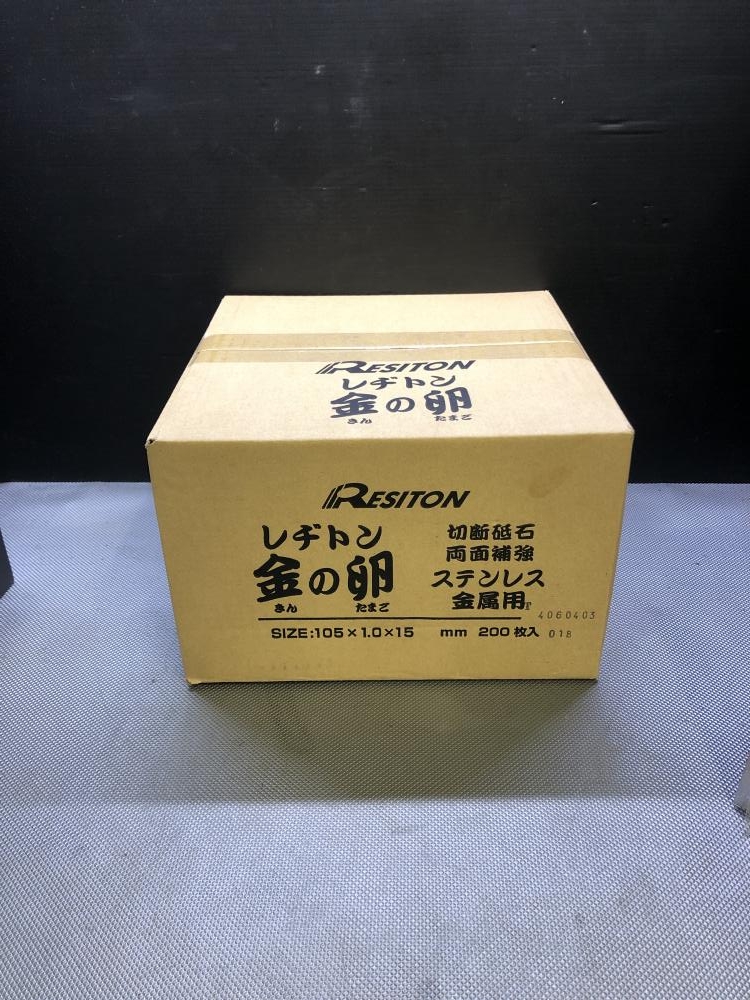 RESITON
レヂトン
金の卵
きん たまご
RESITON
レヂトン
金の卵
きん たまご
切断砥石
両面補強
ステンレス
金属用
4060403
SIZE:105×1.0×15 mm 200枚入 018